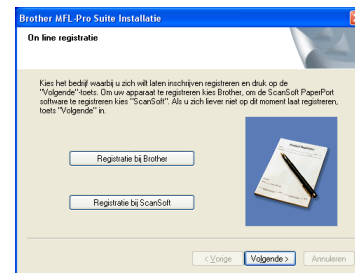 Brother MFL-Pro Suite Installatie
On line registratie
Kies het bedrijf waarbij u zich wilt laten inschrijven registreren en druk op de
"Volgende"-toets. Om uw apparaat te registreren kies Brother, om de ScanSoft PaperPort
software te registreren kies "ScanSoft". Als u zich liever niet op dit moment laat registreren,
toets "Volgende" in.
Registratie bij Brother
Registratie bij ScanSoft
< Vorige
Volgende >
Annuleren